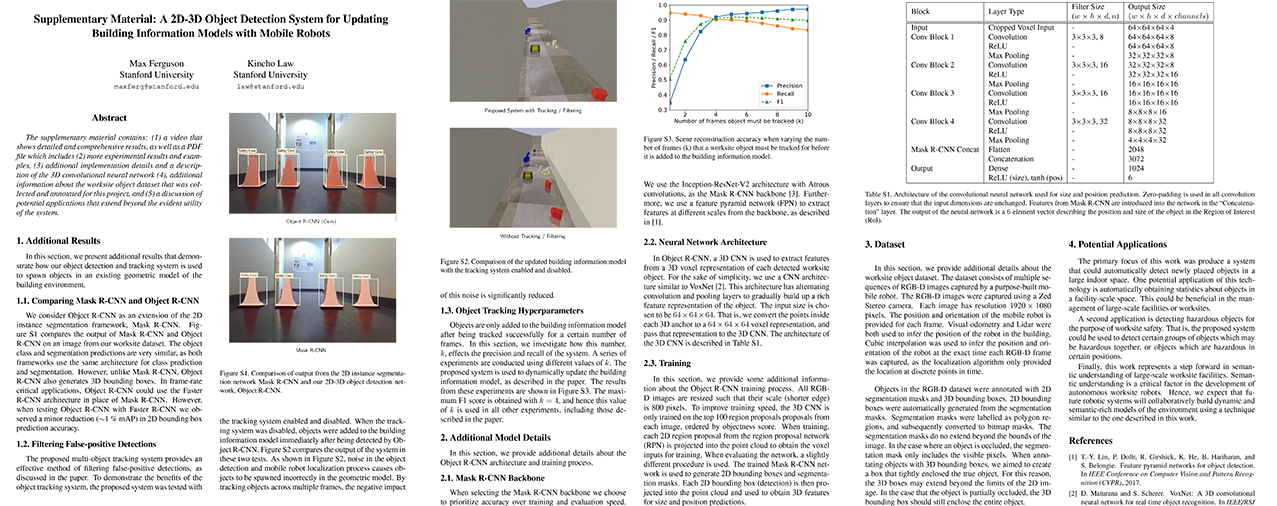 Supplementary Material: A 2D-3D Object Detection System for Updating
Building Information Models with Mobile Robots
Max Ferguson
Stanford University
maxferg@stanford.edu
Kincho Law
Stanford University
law@stanford.edu
Abstract
The supplementary material contains: (1) a video that
shows detailed and comprehensive results, as well as a PDF
file which includes (2) more experimental results and exam-
ples, (3) additional implementation details and a descrip-
tion of the 3D convolutional neural network (4), additional
information about the worksite object dataset that was col-
lected and annotated for this project, and (5) a discussion of
potential applications that extend beyond the evident utility
of the system.
1. Additional Results
In this section, we present additional results that demon-
strate how our object detection and tracking system is used
to spawn objects in an existing geometric model of the
building environment.
1.1. Comparing Mask R-CNN and Object R-CNN
We consider Object R-CNN as an extension of the 2D
instance segmentation framework, Mask R-CNN. Fig-
ure S1 compares the output of Mask R-CNN and Object
R-CNN on an image from our worksite dataset. The object
class and segmentation predictions are very similar, as both
frameworks use the same architecture for class prediction
and segmentation. However, unlike Mask R-CNN, Object
R-CNN also generates 3D bounding boxes. In frame-rate
critical applications, Object R-CNN could use the Faster
R-CNN architecture in place of Mask R-CNN. However,
when testing Object R-CNN with Faster R-CNN we ob-
served a minor reduction (~1 % mAP) in 2D bounding box
prediction accuracy.
1.2. Filtering False-positive Detections
The proposed multi-object tracking system provides an
effective method of filtering false-positive detections, as
discussed in the paper. To demonstrate the benefits of the
object tracking system, the proposed system was tested with
Object R-CNN (Ours)
Mask R-CNN
Figure S1. Comparison of output from the 2D instance segmenta-
tion network Mask R-CNN and our 2D-3D object detection net-
work, Object R-CNN.
the tracking system enabled and disabled. When the track-
ing system was disabled, objects were added to the building
information model immediately after being detected by Ob-
ject R-CNN. Figure S2 compares the output of the system in
these two tests. As shown in Figure S2, noise in the object
detection and mobile robot localization process causes ob-
jects to be spawned incorrectly in the geometric model. By
tracking objects across multiple frames, the negative impact
Proposed System with Tracking / Filtering
Without Tracking / Filtering
Figure S2. Comparison of the updated building information model
with the tracking system enabled and disabled.
of this noise is significantly reduced.
1.3. Object Tracking Hyperparameters
Objects are only added to the building information model
after being tracked successfully for a certain number of
frames. In this section, we investigate how this number,
k, effects the precision and recall of the system. A series of
experiments are conducted using different values of k. The
proposed system is used to dynamically update the building
information model, as described in the paper. The results
from these experiments are shown in Figure S3. The maxi-
mum F1 score is obtained with k = 4, and hence this value
of k is used in all other experiments, including those de-
scribed in the paper.
2. Additional Model Details
In this section, we provide additional details about the
Object R-CNN architecture and training process.
2.1. Mask R-CNN Backbone
When selecting the Mask R-CNN backbone we choose
to prioritize accuracy over training and evaluation speed.
Precision / Recall / F1
1.0
0.9
0.8
0.7
0.6
0.5
0.4
0.3
2
4
6
8
10
Precision
Recall
F1
Number of frames object must be tracked (k)
Figure S3. Scene reconstruction accuracy when varying the num-
ber of frames (k) that a worksite object must be tracked for before
it is added to the building information model.
We use the Inception-ResNet-V2 architecture with Atrous
convolutions, as the Mask R-CNN backbone [3]. Further-
more, we use a feature pyramid network (FPN) to extract
features at different scales from the backbone, as described
in [1].
2.2. Neural Network Architecture
In Object R-CNN, a 3D CNN is used to extract features
from a 3D voxel representation of each detected worksite
object. For the sake of simplicity, we use a CNN archite-
cture similar to VoxNet [2]. This architecture has alternating
convolution and pooling layers to gradually build up a rich
feature representation of the object. The input size is cho-
sen to be 64 × 64 × 64. That is, we convert the points inside
each 3D anchor to a 64 × 64 × 64 voxel representation, and
pass that representation to the 3D CNN. The architecture of
the 3D CNN is described in Table S1.
2.3. Training
In this section, we provide some additional information
about the Object R-CNN training process. All RGB-
D images are resized such that their scale (shorter edge)
is 800 pixels. To improve training speed, the 3D CNN is
only trained on the top 100 region proposals proposals from
each image, ordered by objectness score. When training,
each 2D region proposal from the region proposal network
(RPN) is projected into the point cloud to obtain the voxel
inputs for training. When evaluating the network, a slightly
different procedure is used. The trained Mask R-CNN net-
work is used to generate 2D bounding boxes and segmenta-
tion masks. Each 2D bounding box (detection) is then pro-
jected into the point cloud and used to obtain 3D features
for size and position predictions.
Block Layer Type Filter Size (w × h × d, n) Output Size (w × h × d × channels)
Input Cropped Voxel Input - 64×64×64×4
Conv Block 1 Convolution 3×3×3, 8 64×64×64×8
ReLU - 64×64×64×8
Max Pooling - 32×32×32×8
Conv Block 2 Convolution 3×3×3, 16 32×32×32×16
ReLU - 32×32×32×16
Max Pooling - 16×16×16×16
Conv Block 3 Convolution 3×3×3, 16 16×16×16×16
ReLU - 16×16×16×16
Max Pooling - 8×8×8×16
Conv Block 4 Convolution 3×3×3, 32 8×8×8×32
ReLU - 8×8×8×32
Max Pooling - 4×4×4×32
Mask R-CNN Concat Flatten - 2048
Concatenation - 3072
Output Dense - 1024
ReLU (size), tanh (pos) - 6
Table S1. Architecture of the convolutional neural network used for size and position prediction. Zero-padding is used in all convolution
layers to ensure that the input dimensions are unchanged. Features from Mask R-CNN are introduced into the network in the “Concatena-
tion” layer. The output of the neural network is a 6 element vector describing the position and size of the object in the Region of Interest
(RoI).
3. Dataset
In this section, we provide additional details about the
worksite object dataset. The dataset consists of multiple se-
quences of RGB-D images captured by a purpose-built mo-
bile robot. The RGB-D images were captured using a Zed
Stereo camera. Each image has resolution 1920 × 1080
pixels. The position and orientation of the mobile robot is
provided for each frame. Visual odometry and Lidar were
both used to infer the position of the robot in the building.
Cubic interpolation was used to infer the position and orien-
tation of the robot at the exact time each RGB-D frame
was captured, as the localization algorithm only provided
the location at discrete points in time.
Objects in the RGB-D dataset were annotated with 2D
segmentation masks and 3D bounding boxes. 2D bounding
boxes were automatically generated from the segmentation
masks. Segmentation masks were labelled as polygon re-
gions, and subsequently converted to bitmap masks. The
segmentation masks do no extend beyond the bounds of the
image. In the case where an object is occluded, the segmen-
tation mask only includes the visible pixels. When anno-
tating objects with 3D bounding boxes, we aimed to create
a box that tightly enclosed the true object. For this reason,
the 3D boxes may extend beyond the limits of the 2D im-
age. In the case that the object is partially occluded, the 3D
bounding box should still enclose the entire object.
4. Potential Applications
The primary focus of this work was produce a system
that could automatically detect newly placed objects in a
large indoor space. One potential application of this tech-
nology is automatically obtaining statistics about objects in
a facility-scale space. This could be beneficial in the man-
agement of large-scale facilities or worksites.
A second application is detecting hazardous objects for
the purpose of worksite safety. That is, the proposed system
could be used to detect certain groups of objects which may
be hazardous together, or objects which are hazardous in
certain positions.
Finally, this work represents a step forward in seman-
tic understanding of large-scale worksite facilities. Seman-
tic understanding is a critical factor in the development of
autonomous worksite robots. Hence, we expect that fu-
ture robotic systems will collaboratively build dynamic and
semantic-rich models of the environment using a technique
similar to the one described in this work.
References
[1] T.-Y. Lin, P. Dollr, R. Girshick, K. He, B. Hariharan, and
S. Belongie. Feature pyramid networks for object detection.
In IEEE Conference on Computer Vision and Pattern Recog-
nition (CVPR), 2017.
[2] D. Maturana and S. Scherer. VoxNet: A 3D convolutional
neural network for real-time object recognition. In IEEE/RSJ